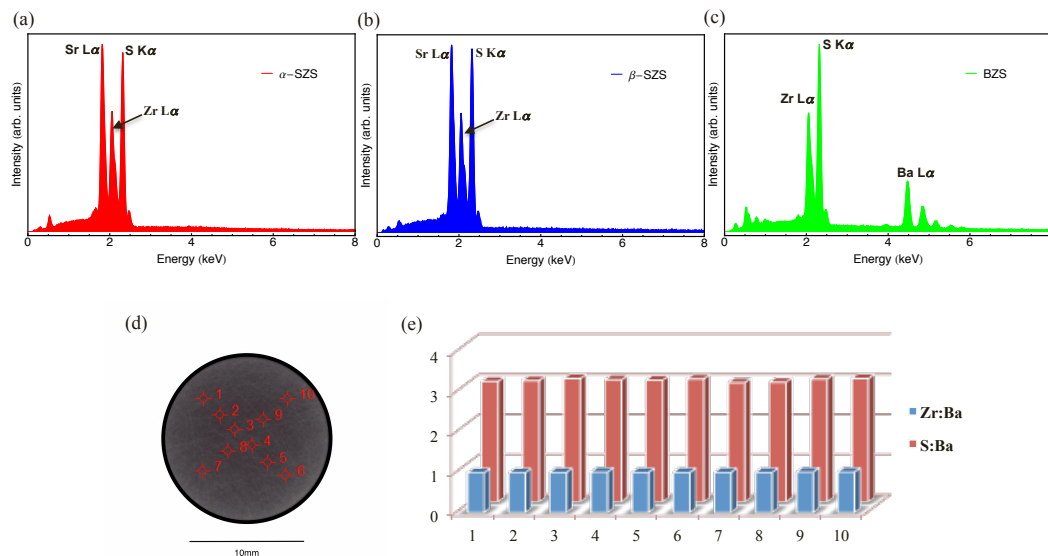 (a)
Sr Lα
S Kα
α−SZS
Zr Lα
Intensity (arb. units)
0 2 4 6 8
Energy (keV)
(b)
Sr Lα
S Kα
β−SZS
Zr Lα
Intensity (arb. units)
0 2 4 6 8
Energy (keV)
(c)
S Kα
BZS
Zr Lα
Ba Lα
Intensity (arb. units)
0 2 4 6
Energy (keV)
(d)
1
10
2
9
3
8
4
7
5
6
10mm
(e)
4
3
2
1
0
1 2 3 4 5 6 7 8 9 10
Zr:Ba
S:Ba